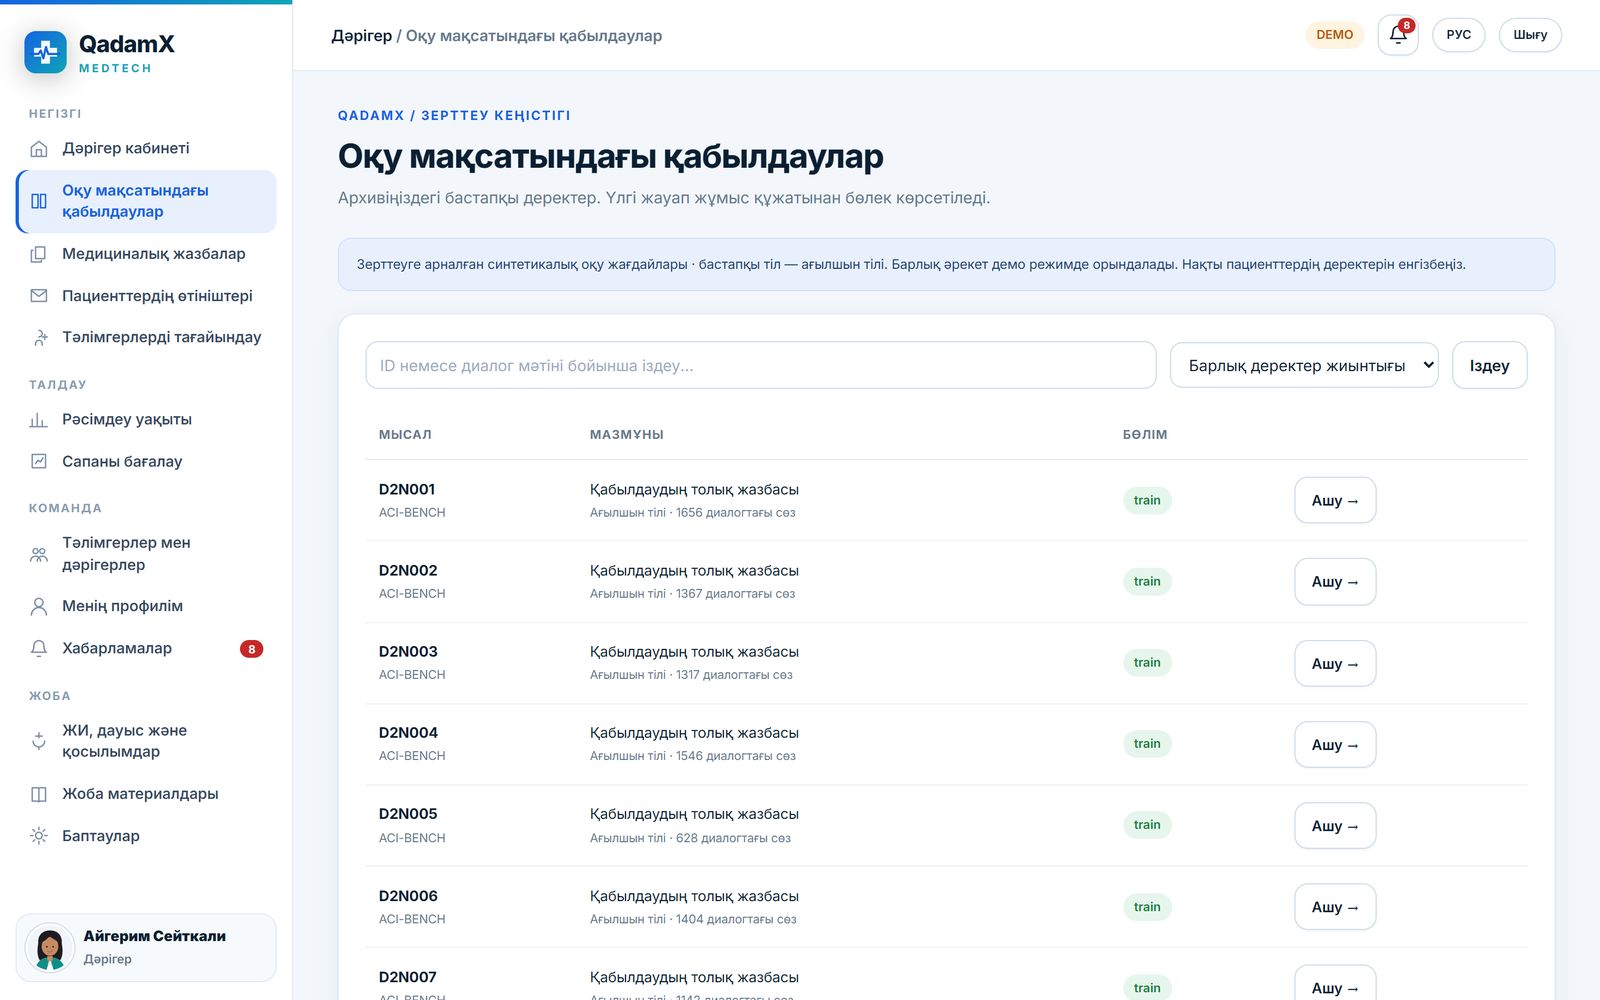 QadamX
MEDTECH
НЕГІЗГІ
Дәрігер кабинеті
Оқу мақсатындағы
қабылдаулар
Медициналық жазбалар
Пациенттердің өтініштері
Тәлімгерлерді тағайындау
ТАЛДАУ
Рәсімдеу уақыты
Сапаны бағалау
КОМАНДА
Тәлімгерлер мен
дәрігерлер
Менің профилім
Хабарламалар 8
ЖОБА
ЖИ, дауыс және
қосылымдар
Жоба материалдары
Баптаулар
Айгерим Сейткали
Дәрігер
Дәрігер / Оқу мақсатындағы қабылдаулар
DEMO 8 РУС Шығу
QADAMX / ЗЕРТТЕУ КЕҢІСТІГІ
Оқу мақсатындағы қабылдаулар
Архивіңіздегі бастапқы деректер. Үлгі жауап жұмыс құжатынан бөлек көрсетіледі.
Зерттеуге арналған синтетикалық оқу жағдайлары · бастапқы тіл — ағылшын тілі. Барлық әрекет демо режимде орындалады. Нақты пациенттердің деректерін енгізбеңіз.
ID немесе диалог мәтіні бойынша іздеу... Барлық деректер жиынтығы Іздеу
МЫСАЛ МАЗМҰНЫ БӨЛІМ
D2N001 Қабылдаудың толық жазбасы train Ашу →
ACI-BENCH Ағылшын тілі · 1656 диалогтағы сөз
D2N002 Қабылдаудың толық жазбасы train Ашу →
ACI-BENCH Ағылшын тілі · 1367 диалогтағы сөз
D2N003 Қабылдаудың толық жазбасы train Ашу →
ACI-BENCH Ағылшын тілі · 1317 диалогтағы сөз
D2N004 Қабылдаудың толық жазбасы train Ашу →
ACI-BENCH Ағылшын тілі · 1546 диалогтағы сөз
D2N005 Қабылдаудың толық жазбасы train Ашу →
ACI-BENCH Ағылшын тілі · 628 диалогтағы сөз
D2N006 Қабылдаудың толық жазбасы train Ашу →
ACI-BENCH Ағылшын тілі · 1404 диалогтағы сөз
D2N007 Қабылдаудың толық жазбасы train Ашу →
ACI-BENCH Ағылшын тілі · 1142 диалогтағы сөз